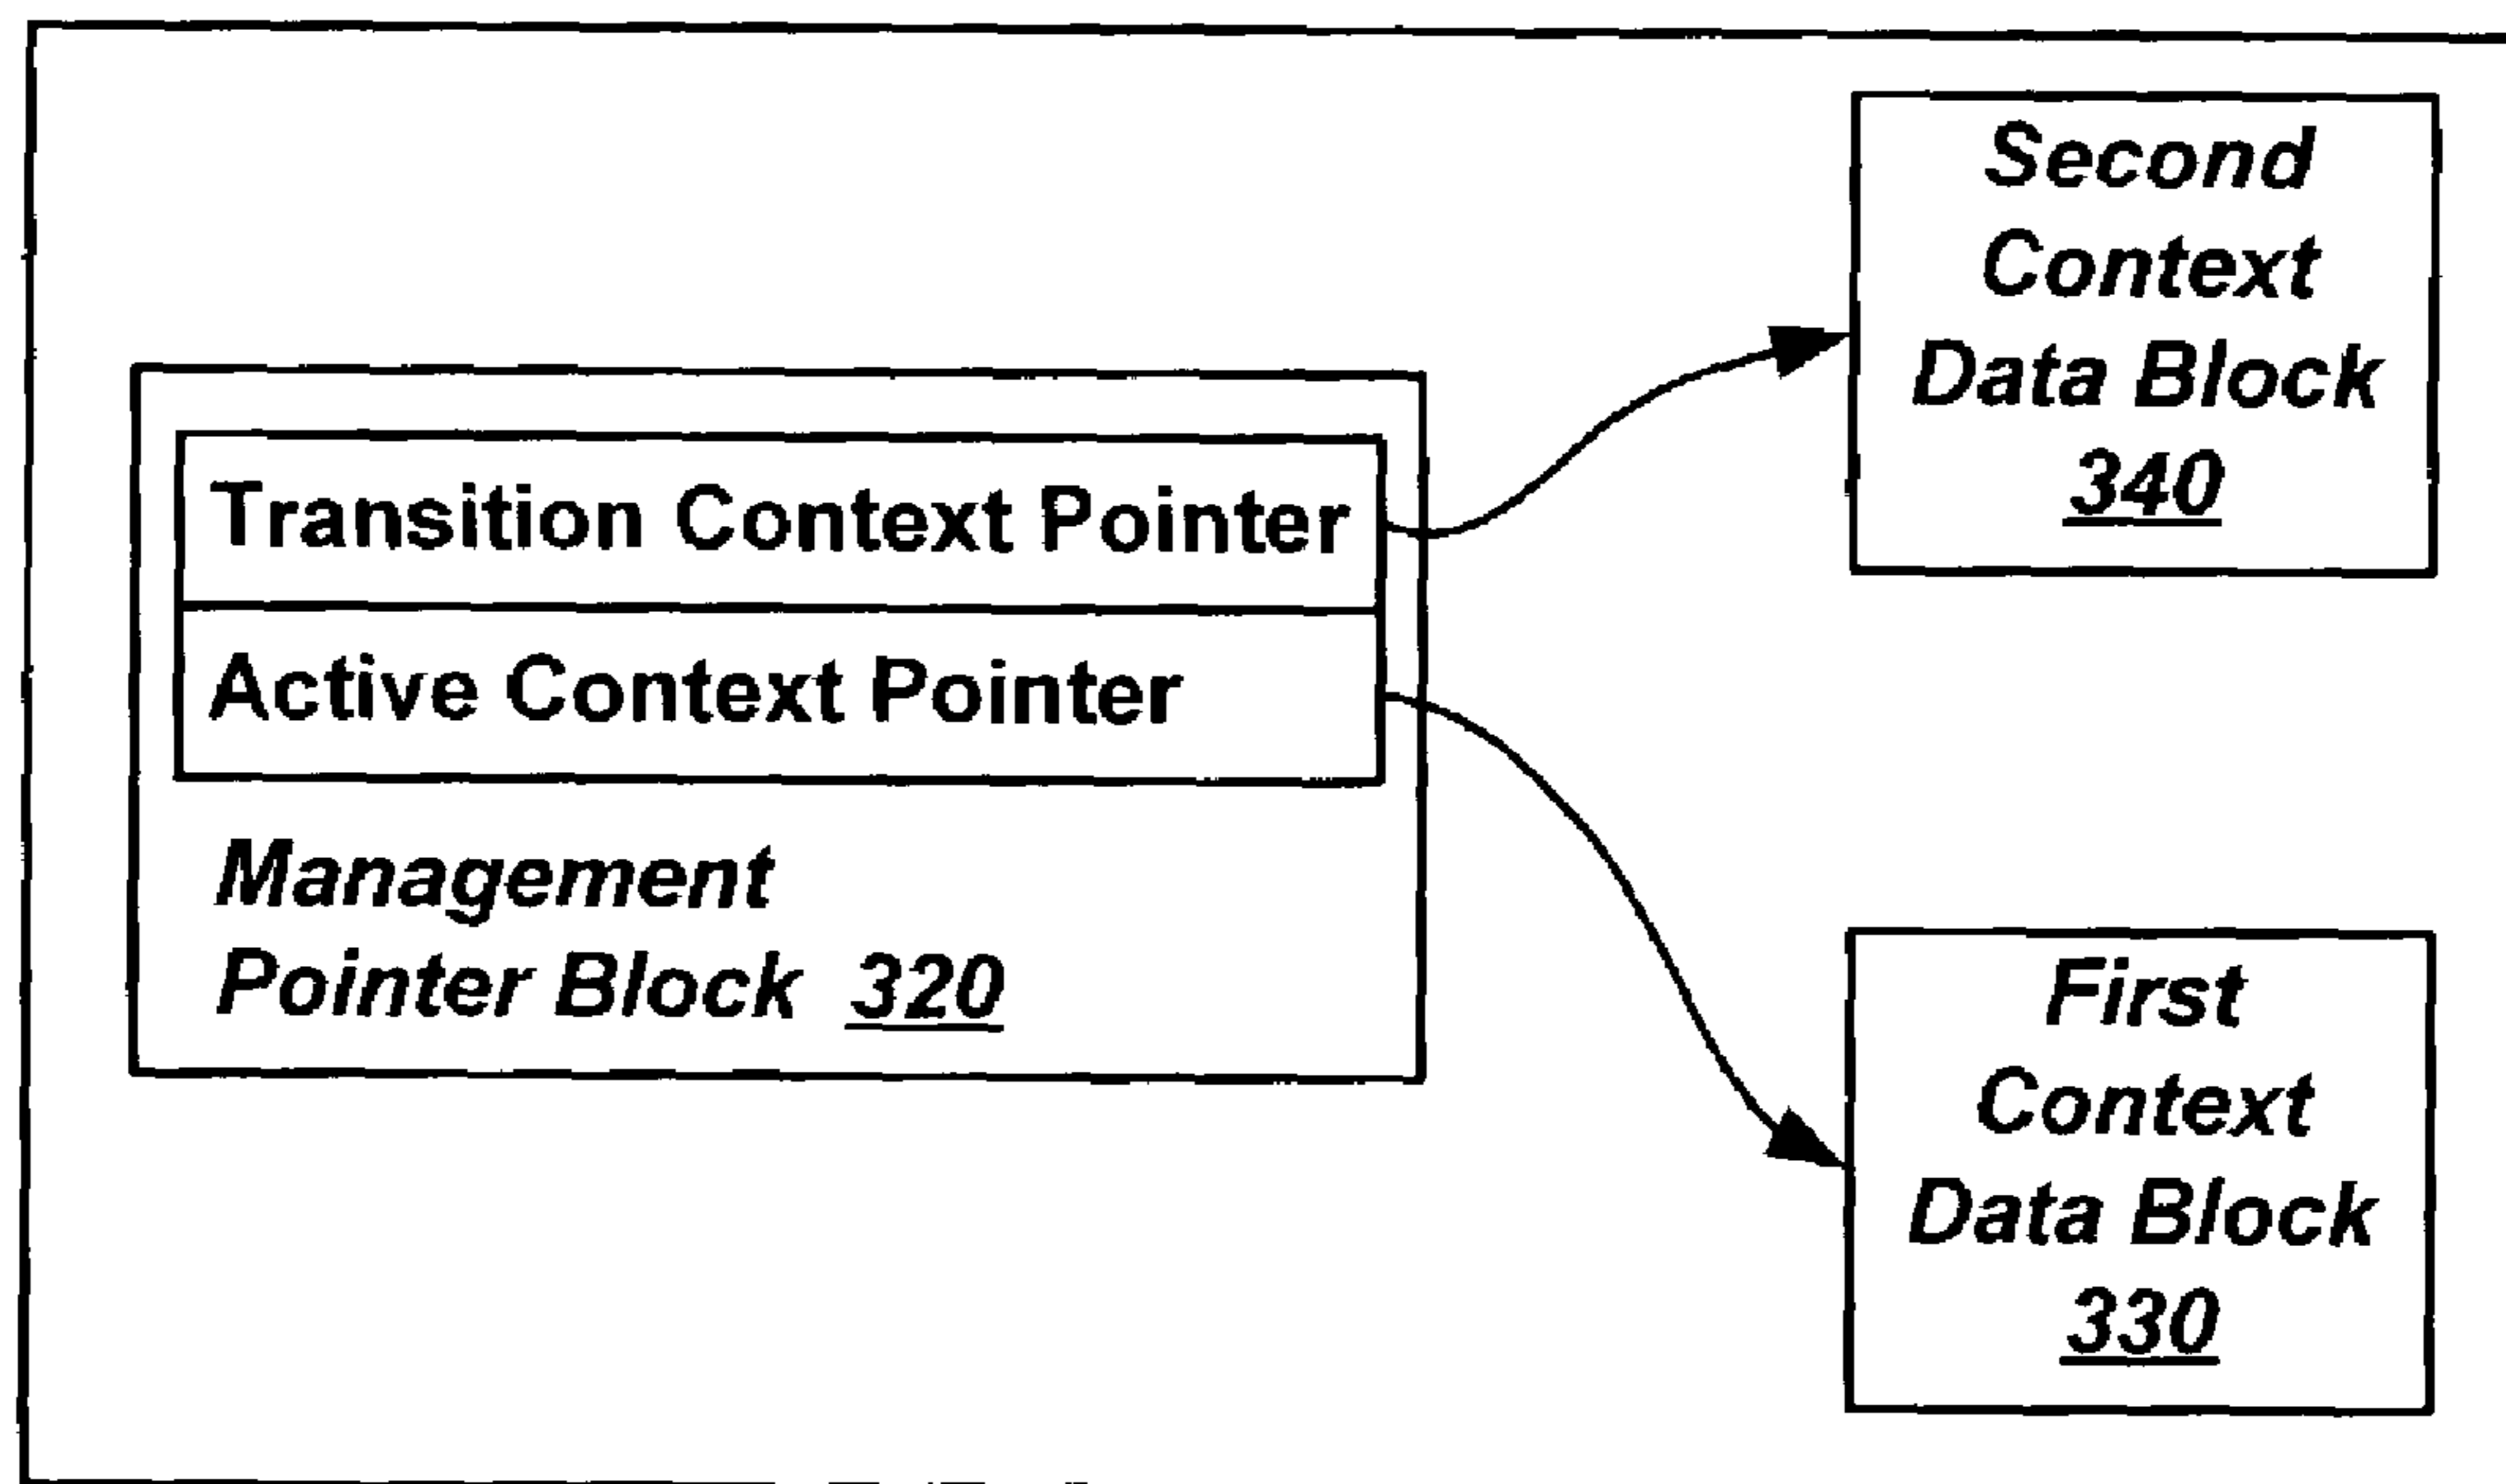 Second
Context
Data Block
340
Transition Context Pointer
Active Context Pointer
Management
Pointer Block 320
First
Context
Data Block
330